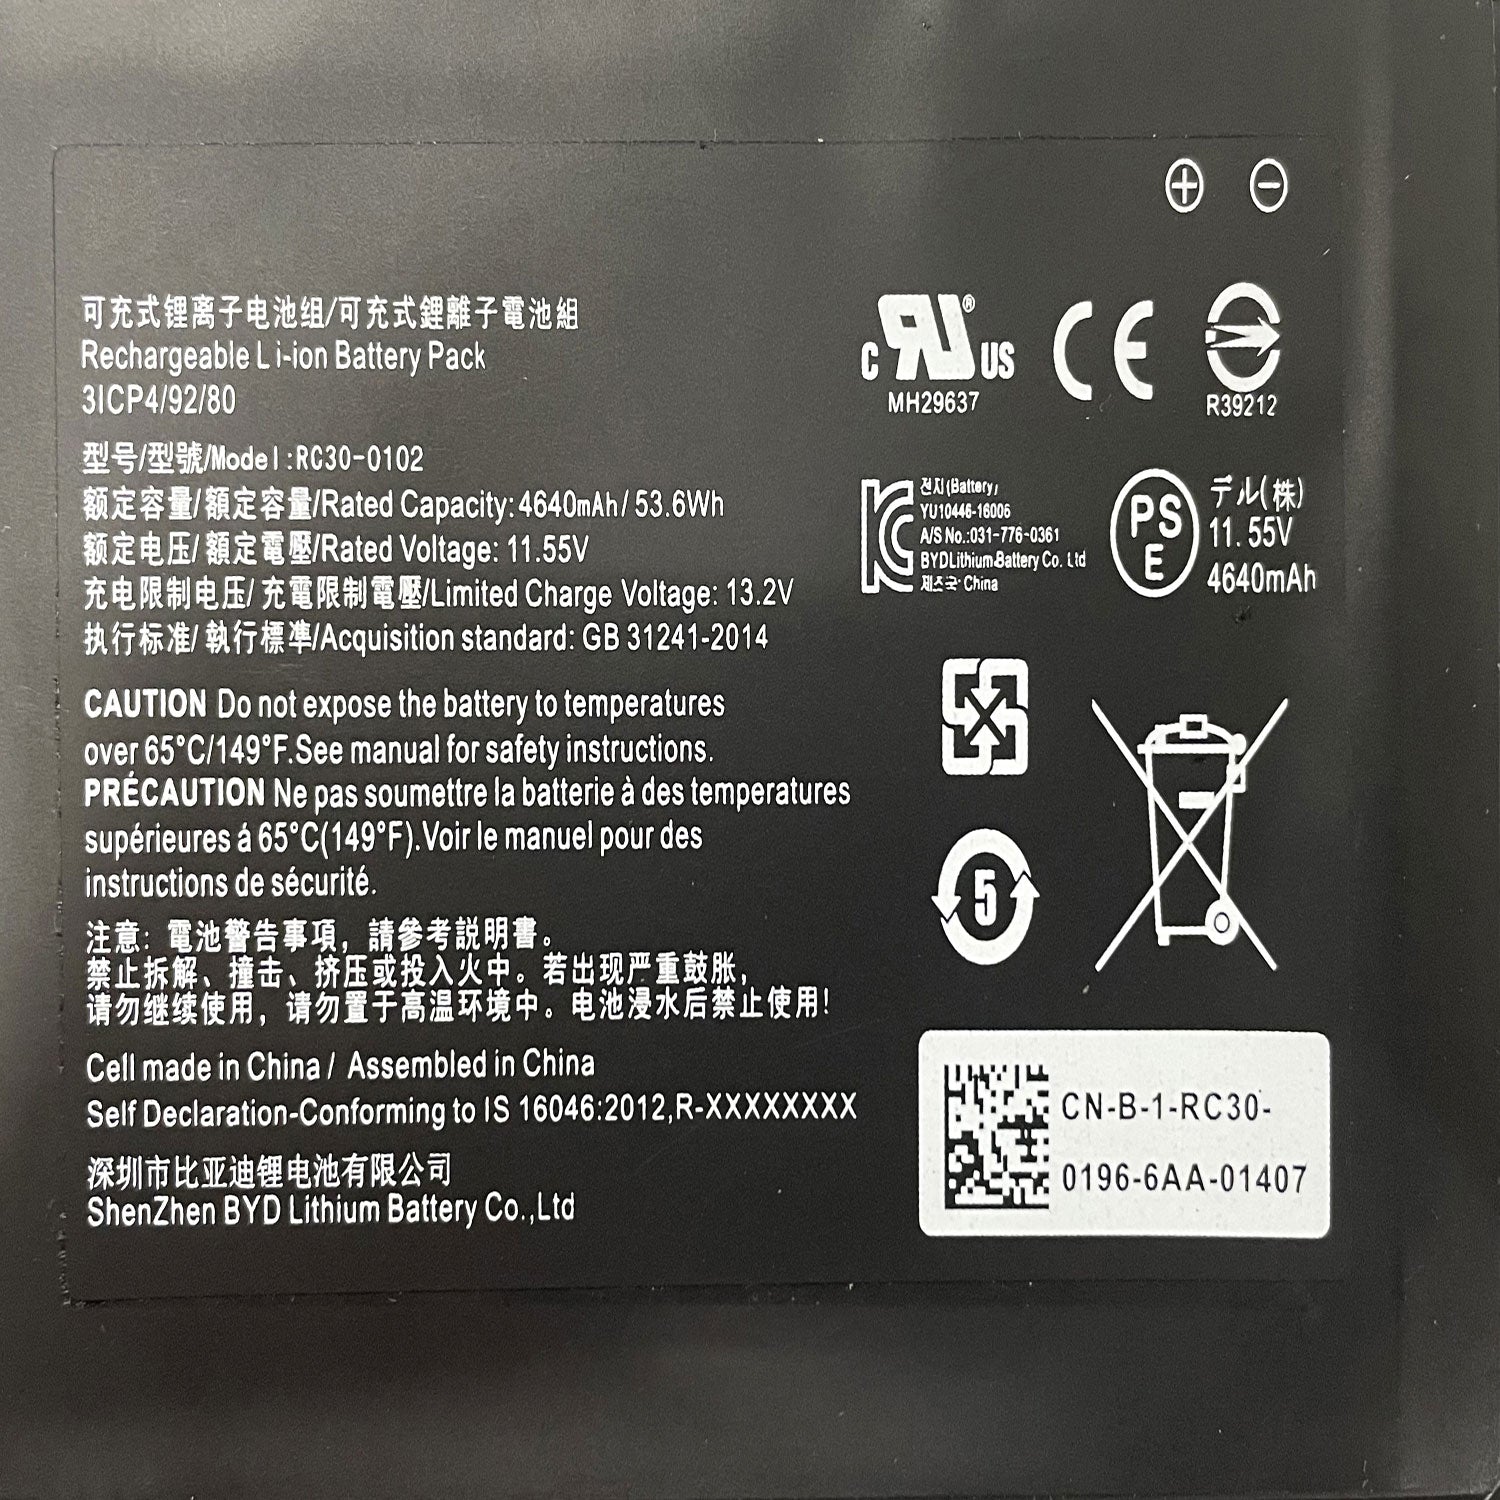 可充式锂离子电池组/可充式鋰離子電池組
Rechargeable Li-ion Battery Pack
3ICP4/92/80
型号/型號/Model:RC30-0102
额定容量/額定容量/Rated Capacity:4640mAh/ 53.6Wh
额定电压/額定電壓/Rated Voltage: 11.55V
充电限制电压/充電限制電壓/Limited Charge Voltage: 13.2V
执行标准/執行標準/Acquisition standard: GB 31241-2014
CAUTION Do not expose the battery to temperatures
over 65°C/149°F.See manual for safety instructions.
PRÉCAUTION Ne pas soumettre la batterie à des temperatures
supérieures á 65°C(149°F).Voir le manuel pour des
instructions de sécurité.
注意：電池警告事項，請參考説明書。
禁止拆解、撞击、挤压或投入火中。若出现严重鼓胀，
请勿继续使用，请勿置于高温环境中。电池浸水后禁止使用！
Cell made in China / Assembled in China
Self Declaration-Conforming to IS 16046:2012,R-XXXXXXXX
深圳市比亚迪锂电池有限公司
ShenZhen BYD Lithium Battery Co.,Ltd
C RU ® US
MH29637
CE
R39212
전지(Battery)
YU10446-16006
A/S No.:031-776-0361
BYDLithium Battery Co. Ltd
제조국: China
PS
E
デル(株)
11.55V
4640mAh
5
CN-B-1-RC30-
0196-6AA-01407